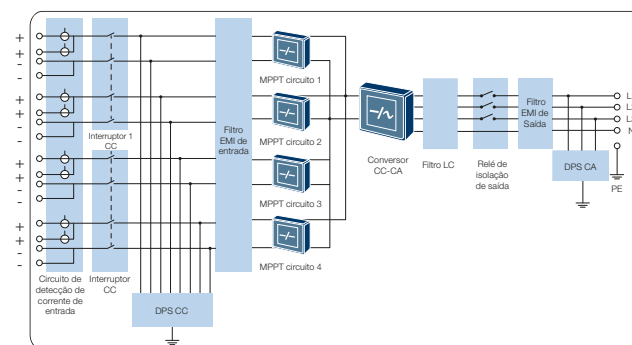 +
+
-
-
+
+
-
-
+
+
-
-
+
+
-
-
Interruptor 1
CC
Circuito de
detecção de
corrente de
entrada
Interruptor
CC
DPS CC
Filtro
EMI de
entrada
MPPT circuito 1
MPPT circuito 2
MPPT circuito 3
MPPT circuito 4
Conversor
CC-CA
Filtro LC
Relé de
isolação
de saída
Filtro
EMI de
Saída
DPS CA
PE